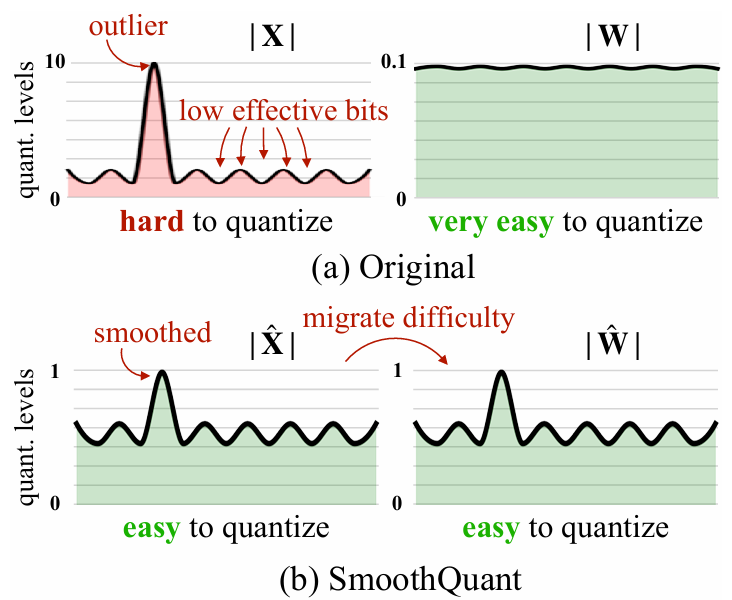 outlier
|X|
|W|
10
0.1
quant. levels
low effective bits
0
0
hard to quantize
very easy to quantize
(a) Original
smoothed
|X̂|
migrate difficulty
|Ŵ|
1
1
quant. levels
0
0
easy to quantize
easy to quantize
(b) SmoothQuant